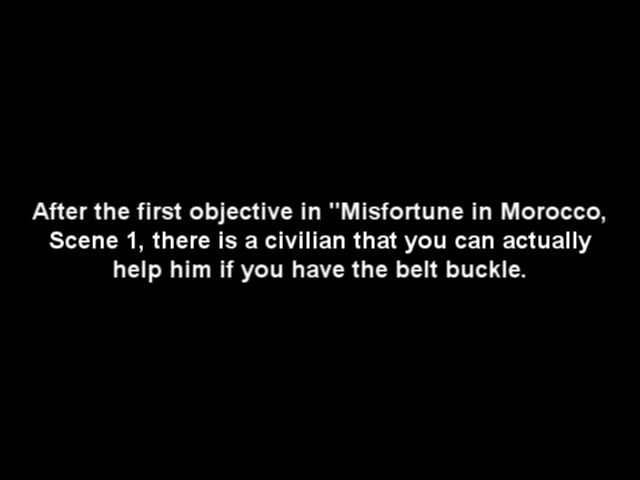 After the first objective in "Misfortune in Morocco,
Scene 1, there is a civilian that you can actually
help him if you have the belt buckle.